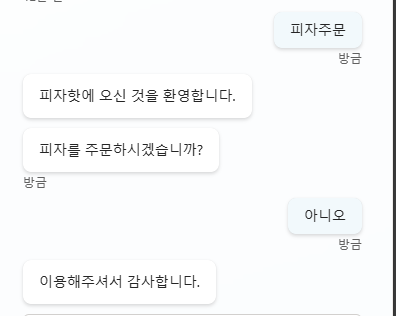 피자주문
방금
피자핫에 오신 것을 환영합니다.
피자를 주문하시겠습니까?
방금
아니오
방금
이용해주셔서 감사합니다.